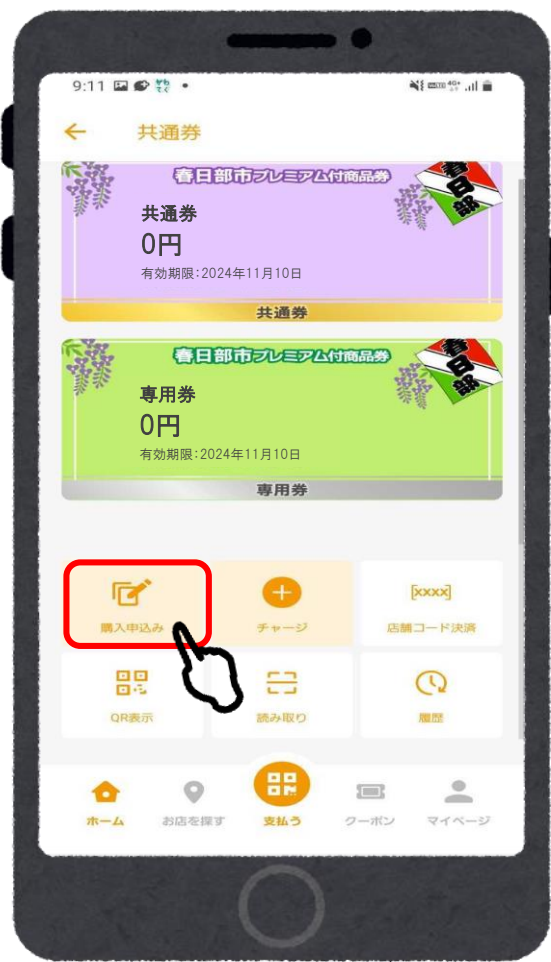 9:11
← 共通券
春日部市プレミアム付商品券
春日部
共通券
0円
有効期限:2024年11月10日
共通券
春日部市プレミアム付商品券
春日部
専用券
0円
有効期限:2024年11月10日
専用券
[xxxx]
購入申込み チャージ 店舗コード決済
QR表示 読み取り 履歴
ホーム お店を探す 支払う クーポン マイページ